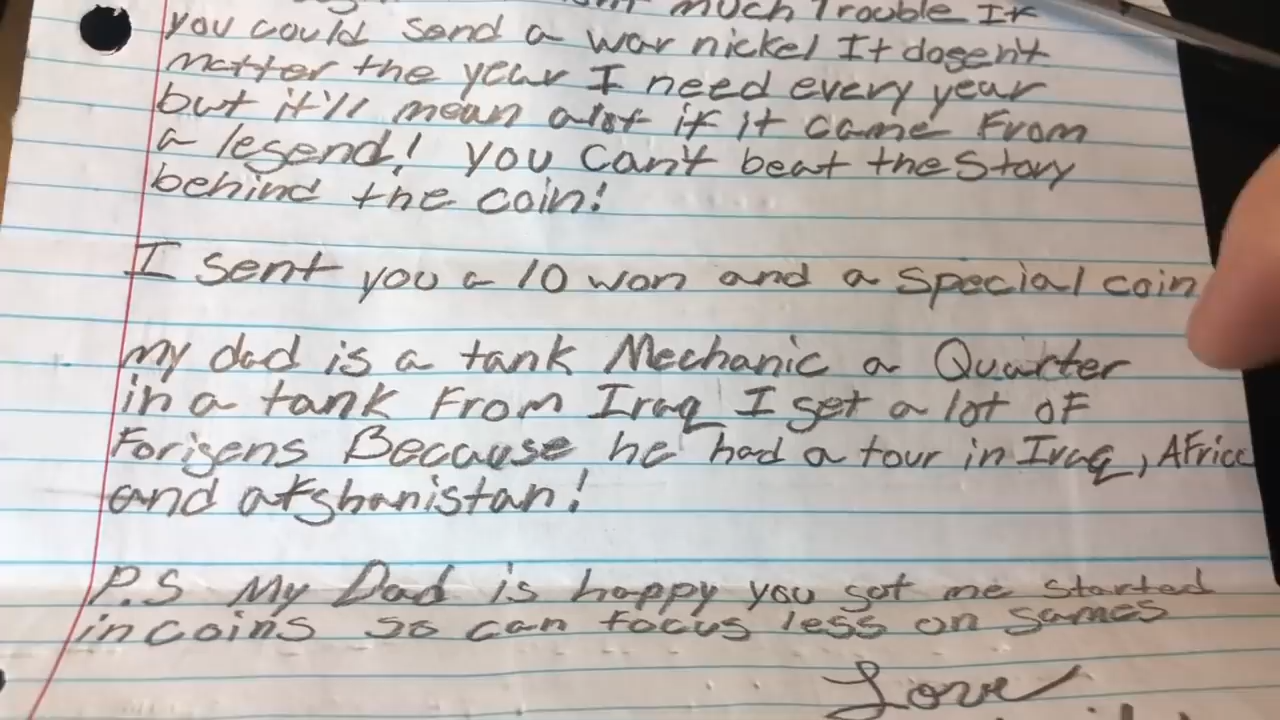 much Trouble If
you could send a war nickel It dosen't
matter the year I need every year
but it'll mean alot if it came From
a legend! you can't beat the Story
behind the coin!
I sent you a 10 won and a special coin
my dad is a tank Mechanic a Quarter
in a tank From Iraq I get a lot of
Forigens Because he had a tour in Iraq, Africa
and afghanistan!
P.S My Dad is happy you got me started
in coins so can focus less on games
Love